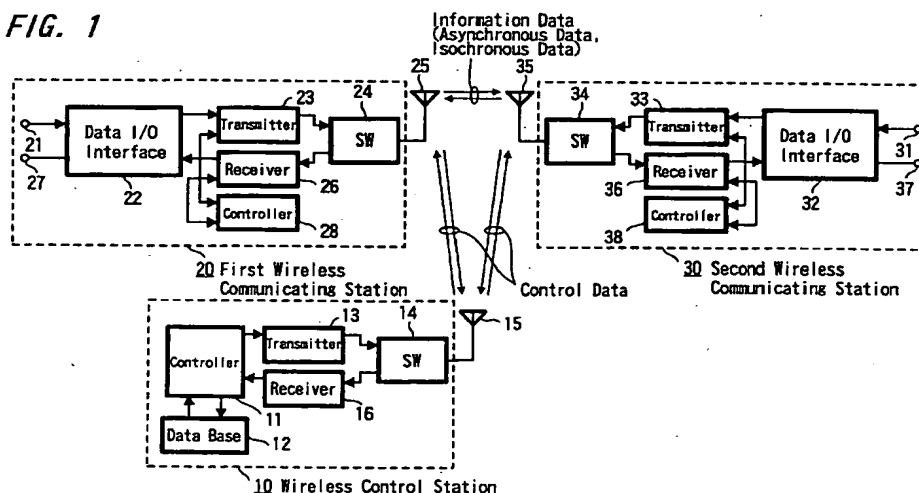 FIG. 1
Information Data
(Asynchronous Data,
Isochronous Data)
25
35
23
24
34
33
21
27
Data I/O
Interface
22
Transmitter
Receiver
26
Controller
28
SW
SW
Transmitter
Receiver
36
Controller
38
Data I/O
Interface
32
31
37
20 First Wireless
Communicating Station
30 Second Wireless
Communicating Station
Control Data
13
14
15
Controller
11
Transmitter
Receiver
16
SW
Data Base
12
10 Wireless Control Station